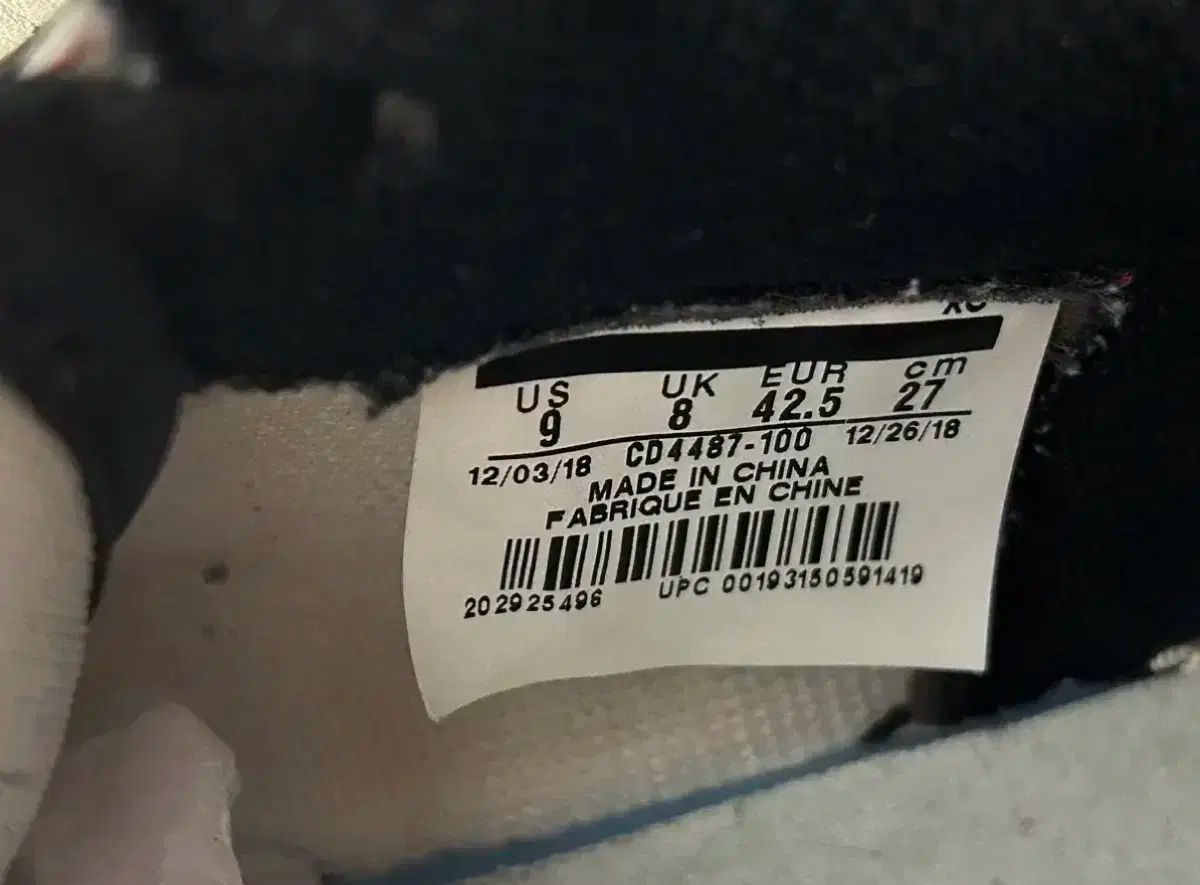 US UK EUR cm
9 8 42.5 27
12/03/18 CD4487-100 12/26/18
MADE IN CHINA
FABRIQUE EN CHINE
202925496 UPC 00193150591419